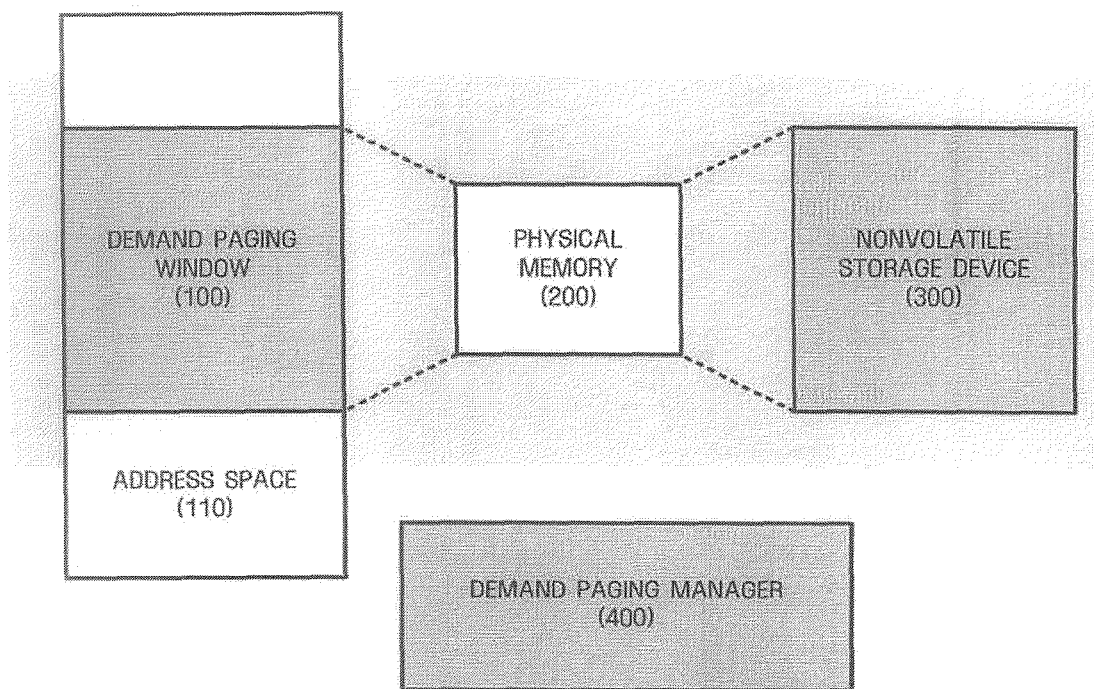 DEMAND PAGING
WINDOW
(100)
PHYSICAL
MEMORY
(200)
NONVOLATILE
STORAGE DEVICE
(300)
ADDRESS SPACE
(110)
DEMAND PAGING MANAGER
(400)